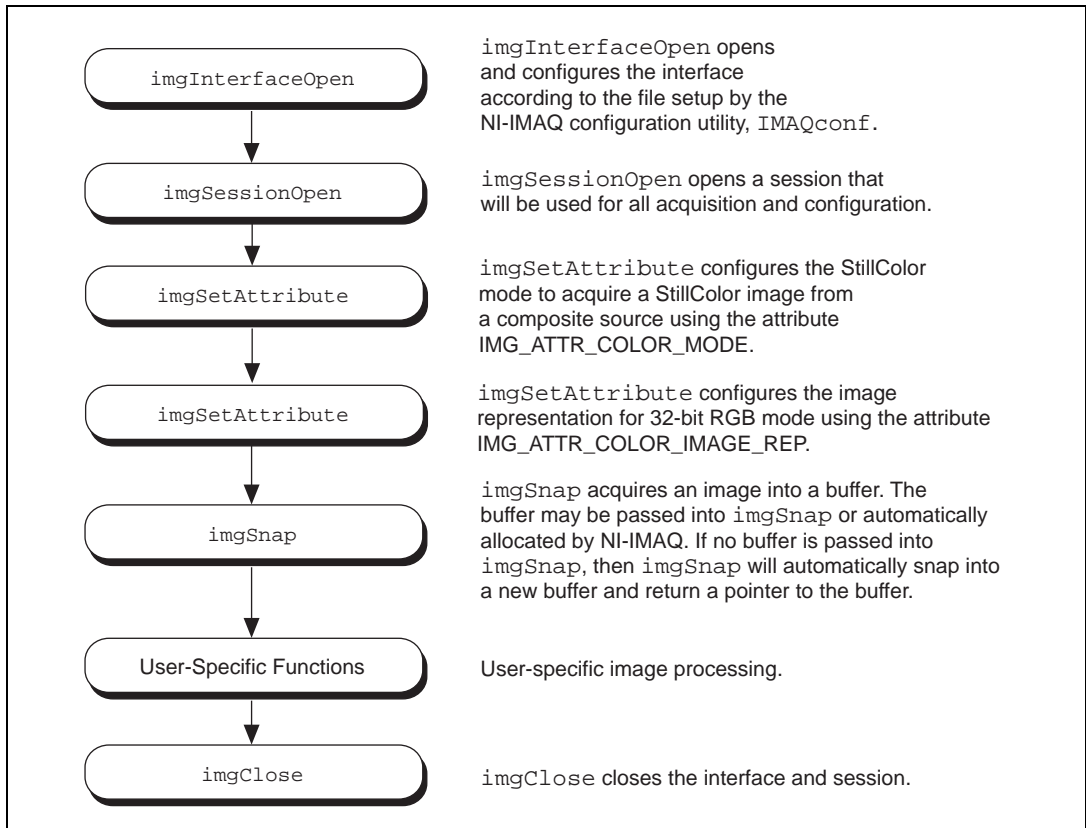 imgInterfaceOpen
imgInterfaceOpen opens
and configures the interface
according to the file setup by the
NI-IMAQ configuration utility, IMAQconf.
imgSessionOpen
imgSessionOpen opens a session that
will be used for all acquisition and configuration.
imgSetAttribute
imgSetAttribute configures the StillColor
mode to acquire a StillColor image from
a composite source using the attribute
IMG_ATTR_COLOR_MODE.
imgSetAttribute
imgSetAttribute configures the image
representation for 32-bit RGB mode using the attribute
IMG_ATTR_COLOR_IMAGE_REP.
imgSnap
imgSnap acquires an image into a buffer. The
buffer may be passed into imgSnap or automatically
allocated by NI-IMAQ. If no buffer is passed into
imgSnap, then imgSnap will automatically snap into
a new buffer and return a pointer to the buffer.
User-Specific Functions
User-specific image processing.
imgClose
imgClose closes the interface and session.